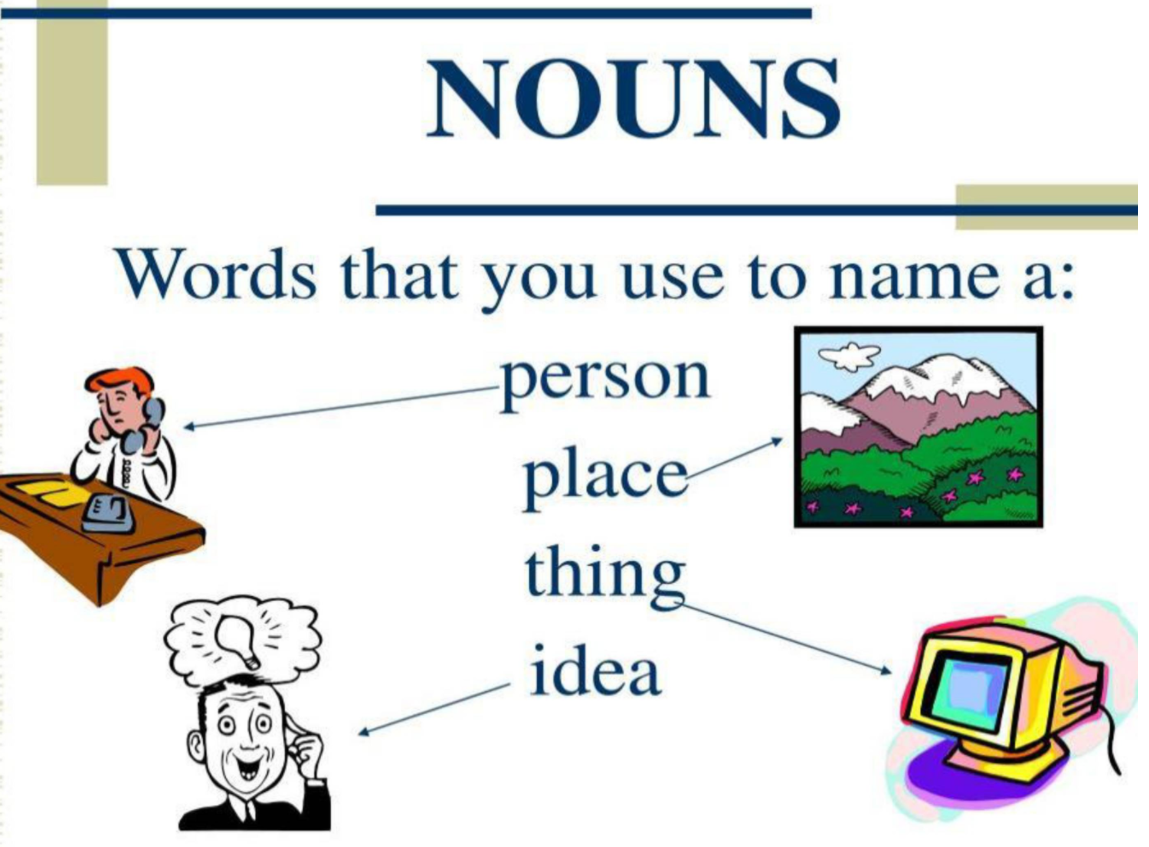 NOUNS
Words that you use to name a:
person
place
thing
idea